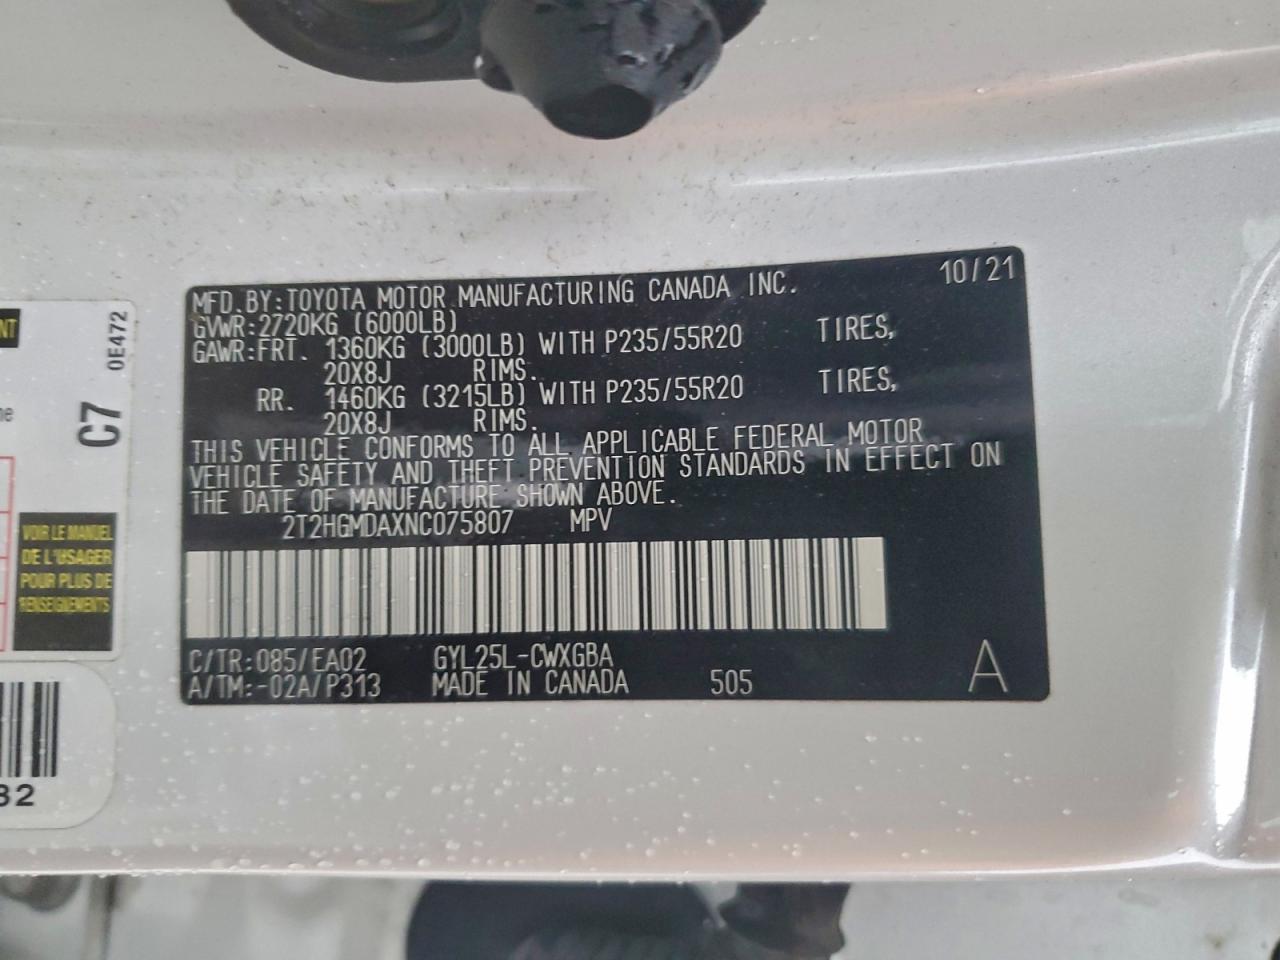 MFD.BY:TOYOTA MOTOR MANUFACTURING CANADA INC. 10/21
GVWR:2720KG (6000LB)
GAWR:FRT. 1360KG (3000LB) WITH P235/55R20 TIRES,
20X8J RIMS.
RR. 1460KG (3215LB) WITH P235/55R20 TIRES,
20X8J RIMS.
THIS VEHICLE CONFORMS TO ALL APPLICABLE FEDERAL MOTOR
VEHICLE SAFETY AND THEFT PREVENTION STANDARDS IN EFFECT ON
THE DATE OF MANUFACTURE SHOWN ABOVE.
2T2HGMDAXNC075807 MPV
C/TR:085/EA02 GYL25L-CWXGBA
A/TM:-02A/P313 MADE IN CANADA 505 A
0E472
C7
VOIR LE MANUEL
DE L'USAGER
POUR PLUS DE
RENSEIGNEMENTS